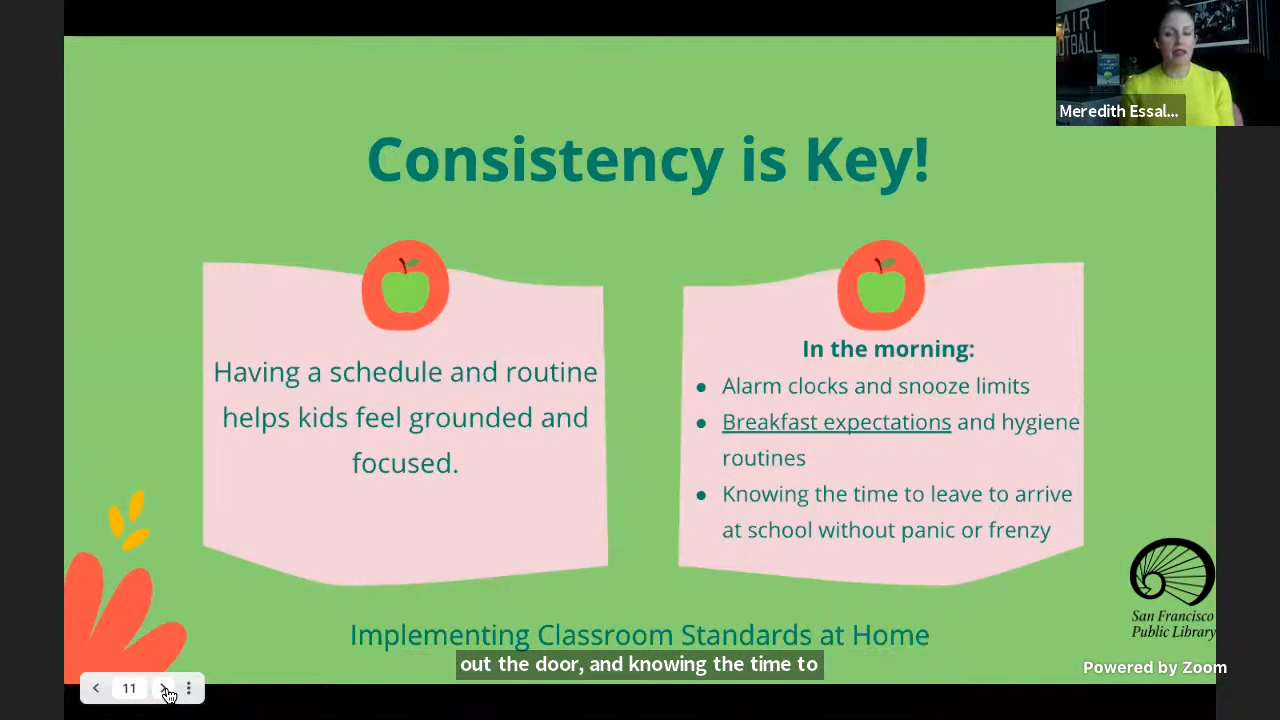 FAIR
FOOTBALL
Meredith Essal...
Consistency is Key!
Having a schedule and routine
helps kids feel grounded and
focused.
In the morning:
● Alarm clocks and snooze limits
● Breakfast expectations and hygiene
routines
● Knowing the time to leave to arrive
at school without panic or frenzy
San Francisco
Public Library
Implementing Classroom Standards at Home
out the door, and knowing the time to
Powered by Zoom
11